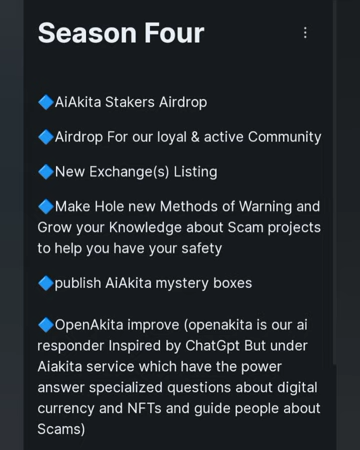 Season Four
🔷AiAkita Stakers Airdrop
🔷Airdrop For our loyal & active Community
🔷New Exchange(s) Listing
🔷Make Hole new Methods of Warning and
Grow your Knowledge about Scam projects
to help you have your safety
🔷publish AiAkita mystery boxes
🔷OpenAkita improve (openakita is our ai
responder Inspired by ChatGpt But under
Aiakita service which have the power
answer specialized questions about digital
currency and NFTs and guide people about
Scams)